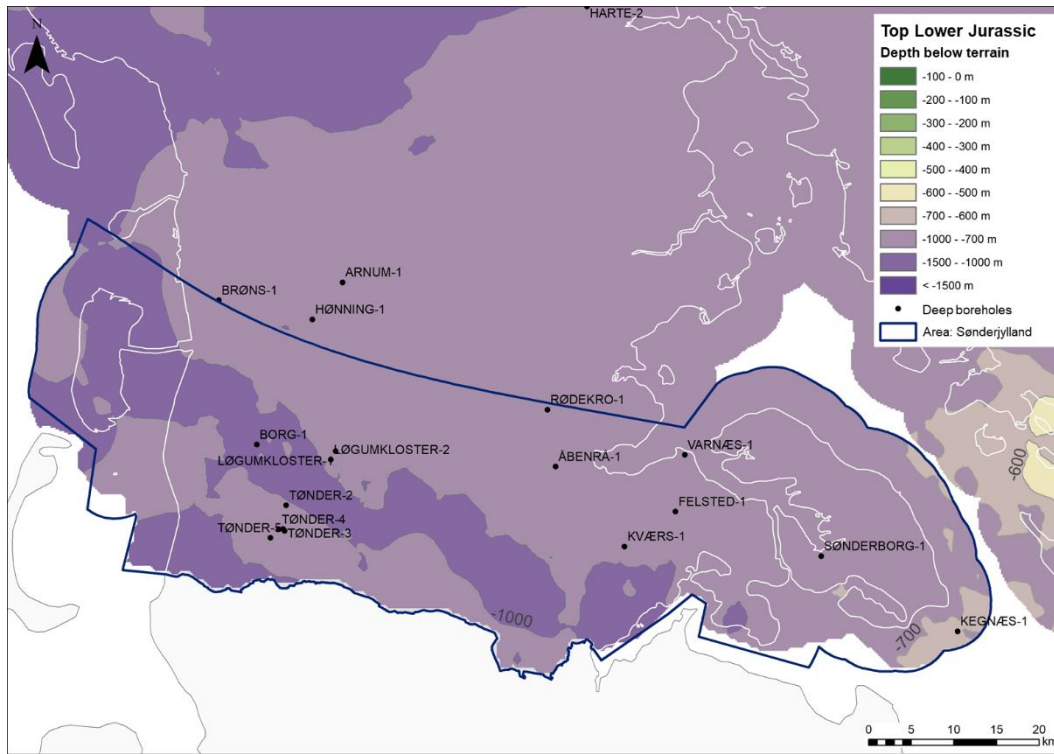 HARTE-2
N
Top Lower Jurassic
Depth below terrain
-100 - 0 m
-200 - -100 m
-300 - -200 m
-400 - -300 m
-500 - -400 m
-600 - -500 m
-700 - -600 m
-1000 - -700 m
-1500 - -1000 m
< -1500 m
Deep boreholes
Area: Sønderjylland
ARNUM-1
BRØNS-1
HØNNING-1
RØDEKRO-1
BORG-1
LØGUMKLOSTER-2
LØGUMKLOSTER-
VARNÆS-1
ÅBENRÅ-1
-600
TØNDER-2
FELSTED-1
TØNDER-4
TØNDER-5
TØNDER-3
KVÆRS-1
SØNDERBORG-1
-1000
-700
KEGNÆS-1
0 5 10 15 20
km